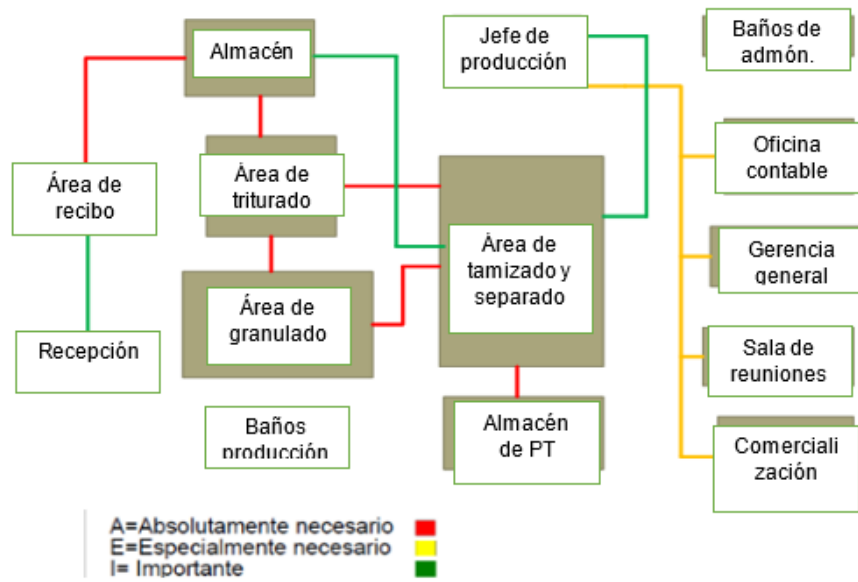 Almacén
Jefe de
producción
Baños de
admón.
Área de
recibo
Área de
triturado
Oficina
contable
Área de
tamizado y
separado
Gerencia
general
Área de
granulado
Recepción
Sala de
reuniones
Baños
producción
Almacén
de PT
Comerciali
zación
A=Absolutamente necesario
E=Especialmente necesario
I= Importante